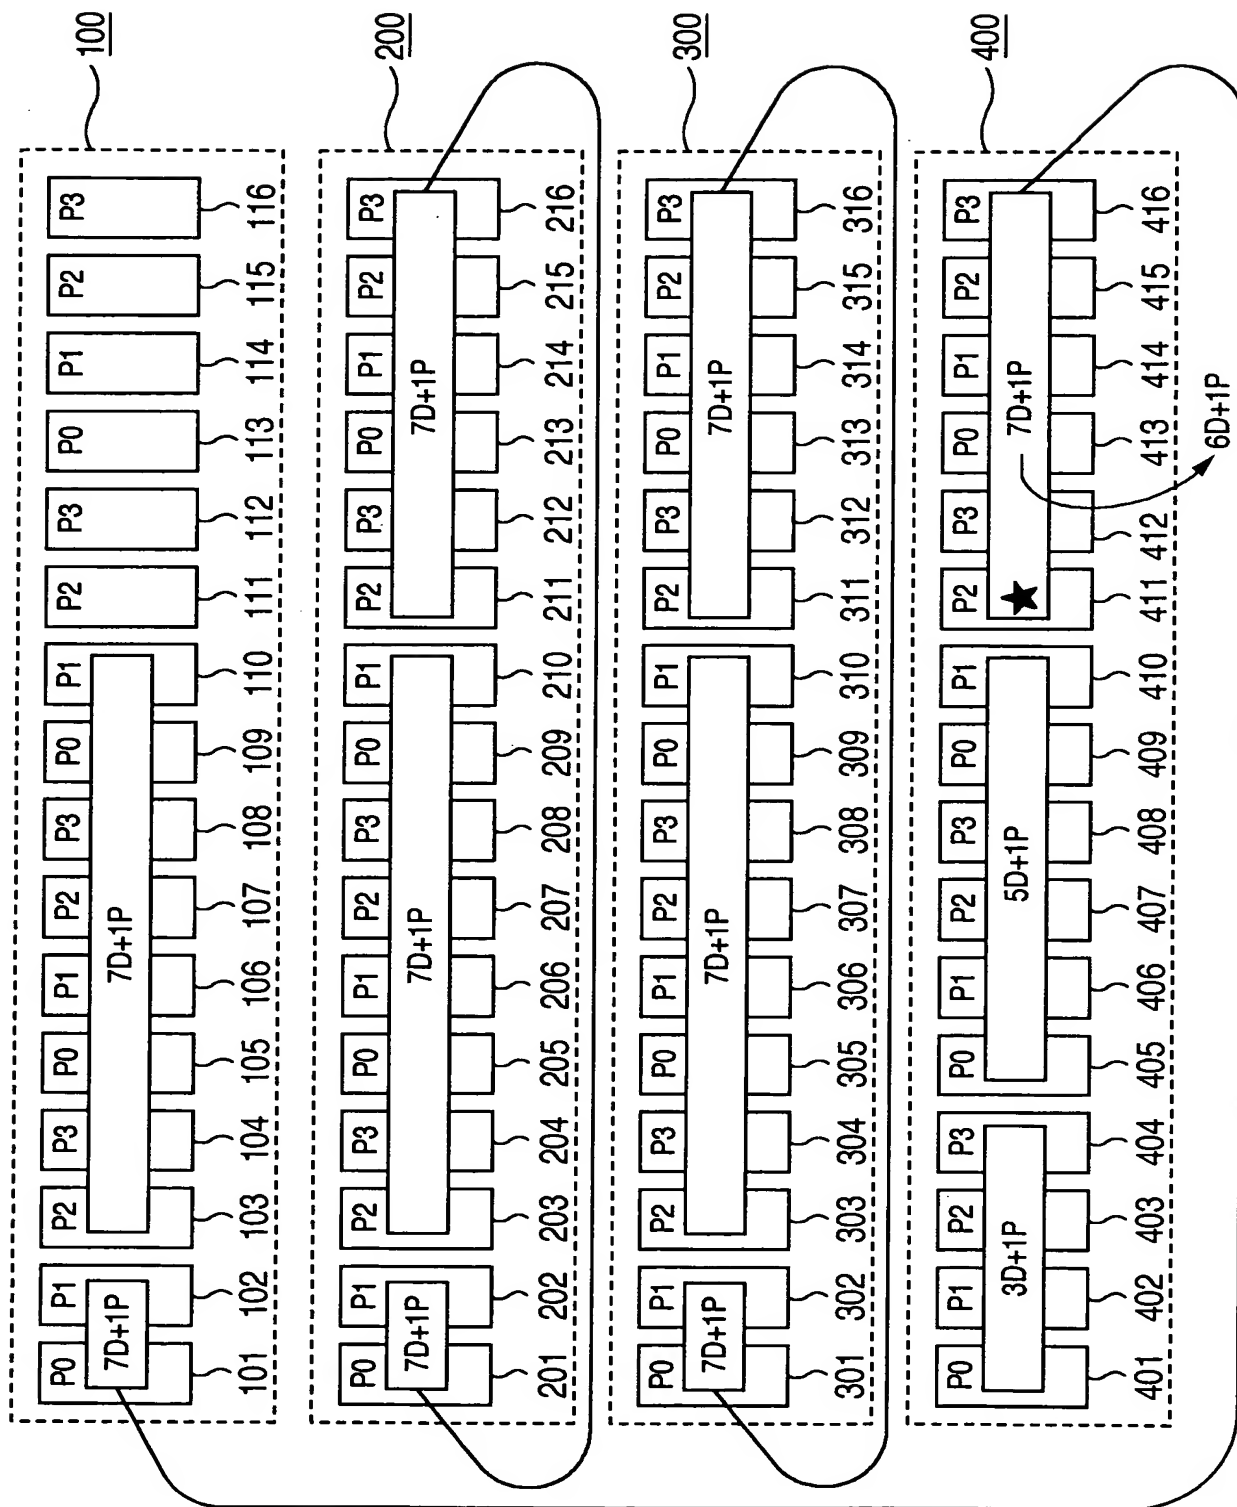 P0 P1 P2 P3 P0 P1 P2 P3 P0 P1 P2 P3 P0 P1 P2 P3
100
7D+1P 7D+1P
101 102 103 104 105 106 107 108 109 110 111 112 113 114 115 116
P0 P1 P2 P3 P0 P1 P2 P3 P0 P1 P2 P3 P0 P1 P2 P3
200
7D+1P 7D+1P 7D+1P
201 202 203 204 205 206 207 208 209 210 211 212 213 214 215 216
P0 P1 P2 P3 P0 P1 P2 P3 P0 P1 P2 P3 P0 P1 P2 P3
300
7D+1P 7D+1P 7D+1P
301 302 303 304 305 306 307 308 309 310 311 312 313 314 315 316
P0 P1 P2 P3 P0 P1 P2 P3 P0 P1 P2 P3 P0 P1 P2 P3
400
3D+1P 5D+1P 7D+1P
401 402 403 404 405 406 407 408 409 410 411 412 413 414 415 416
6D+1P